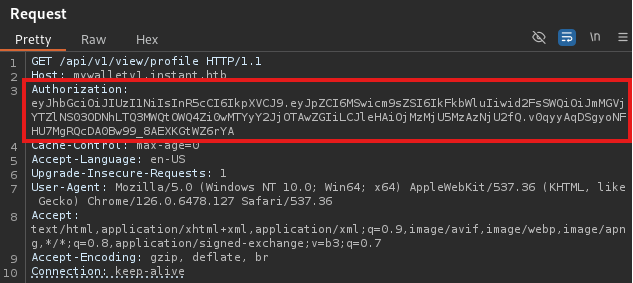 Request
Pretty Raw Hex
\n
1 GET /api/v1/view/profile HTTP/1.1
2 Host: mywalletv1.instant.htb
3 Authorization:
eyJhbGciOiJIUzI1NiIsInR5cCI6IkpXVCJ9.eyJpZCI6MSwicm9sZSI6IkFkbWluIiwid2FsSWQiOiJmMGVj
YTZlNS03ODNhLTQ3MWQtOWQ4Zi0wMTYyY2JjOTAwZGIiLCJleHAiOjMzMjU5MzAzNjU2fQ.v0qyyAqDSgyoNF
HU7MgRQcDA0Bw99_8AEXKGtWZ6rYA
4 Cache-Control: max-age=0
5 Accept-Language: en-US
6 Upgrade-Insecure-Requests: 1
7 User-Agent: Mozilla/5.0 (Windows NT 10.0; Win64; x64) AppleWebKit/537.36 (KHTML, like
Gecko) Chrome/126.0.6478.127 Safari/537.36
8 Accept:
text/html,application/xhtml+xml,application/xml;q=0.9,image/avif,image/webp,image/apn
g,*/*;q=0.8,application/signed-exchange;v=b3;q=0.7
9 Accept-Encoding: gzip, deflate, br
10 Connection: keep-alive